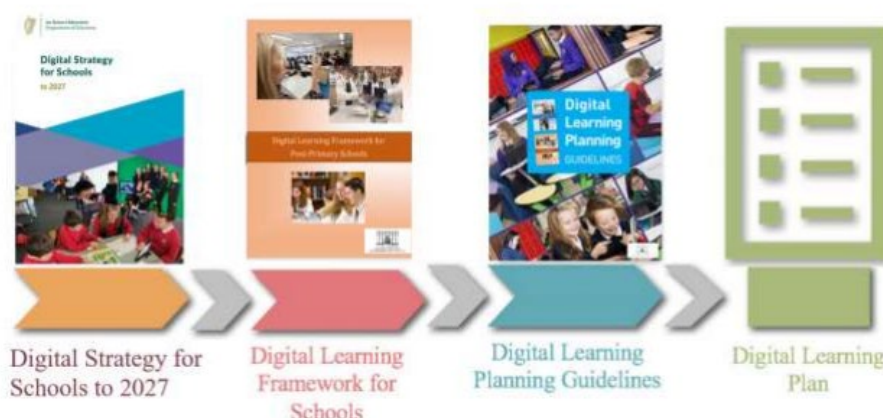 Digital Strategy
for Schools
to 2027
Digital Learning Framework for
Post-Primary Schools
Digital
Learning
Planning
GUIDELINES
Digital Strategy for
Schools to 2027
Digital Learning
Framework for
Schools
Digital Learning
Planning Guidelines
Digital Learning
Plan